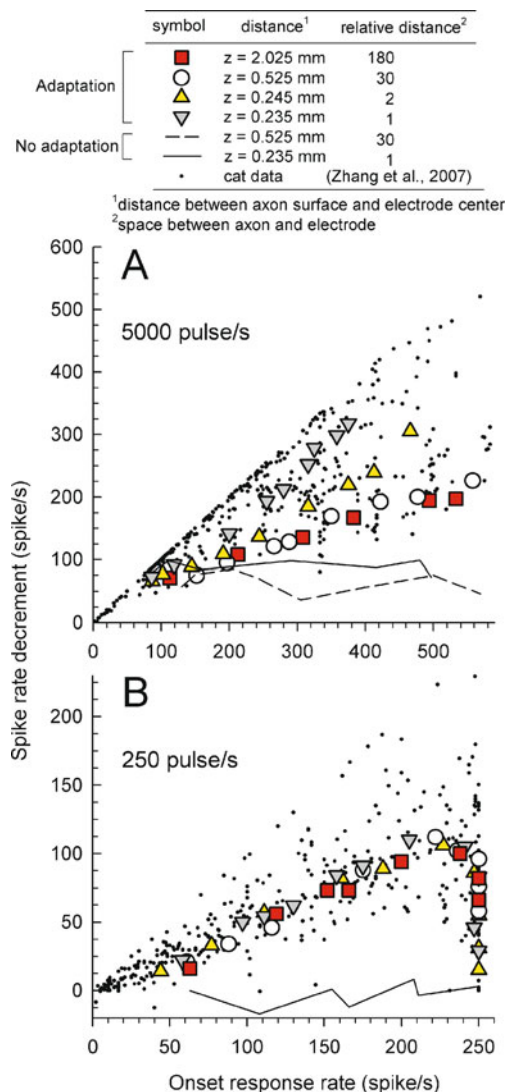 symbol distance¹ relative distance²
Adaptation
z = 2.025 mm 180
z = 0.525 mm 30
z = 0.245 mm 2
z = 0.235 mm 1
No adaptation
z = 0.525 mm 30
z = 0.235 mm 1
cat data (Zhang et al., 2007)
¹distance between axon surface and electrode center
²space between axon and electrode
A
5000 pulse/s
600
500
400
300
200
100
0
0 100 200 300 400 500
Spike rate decrement (spike/s)
B
250 pulse/s
200
150
100
50
0
0 50 100 150 200 250
Onset response rate (spike/s)